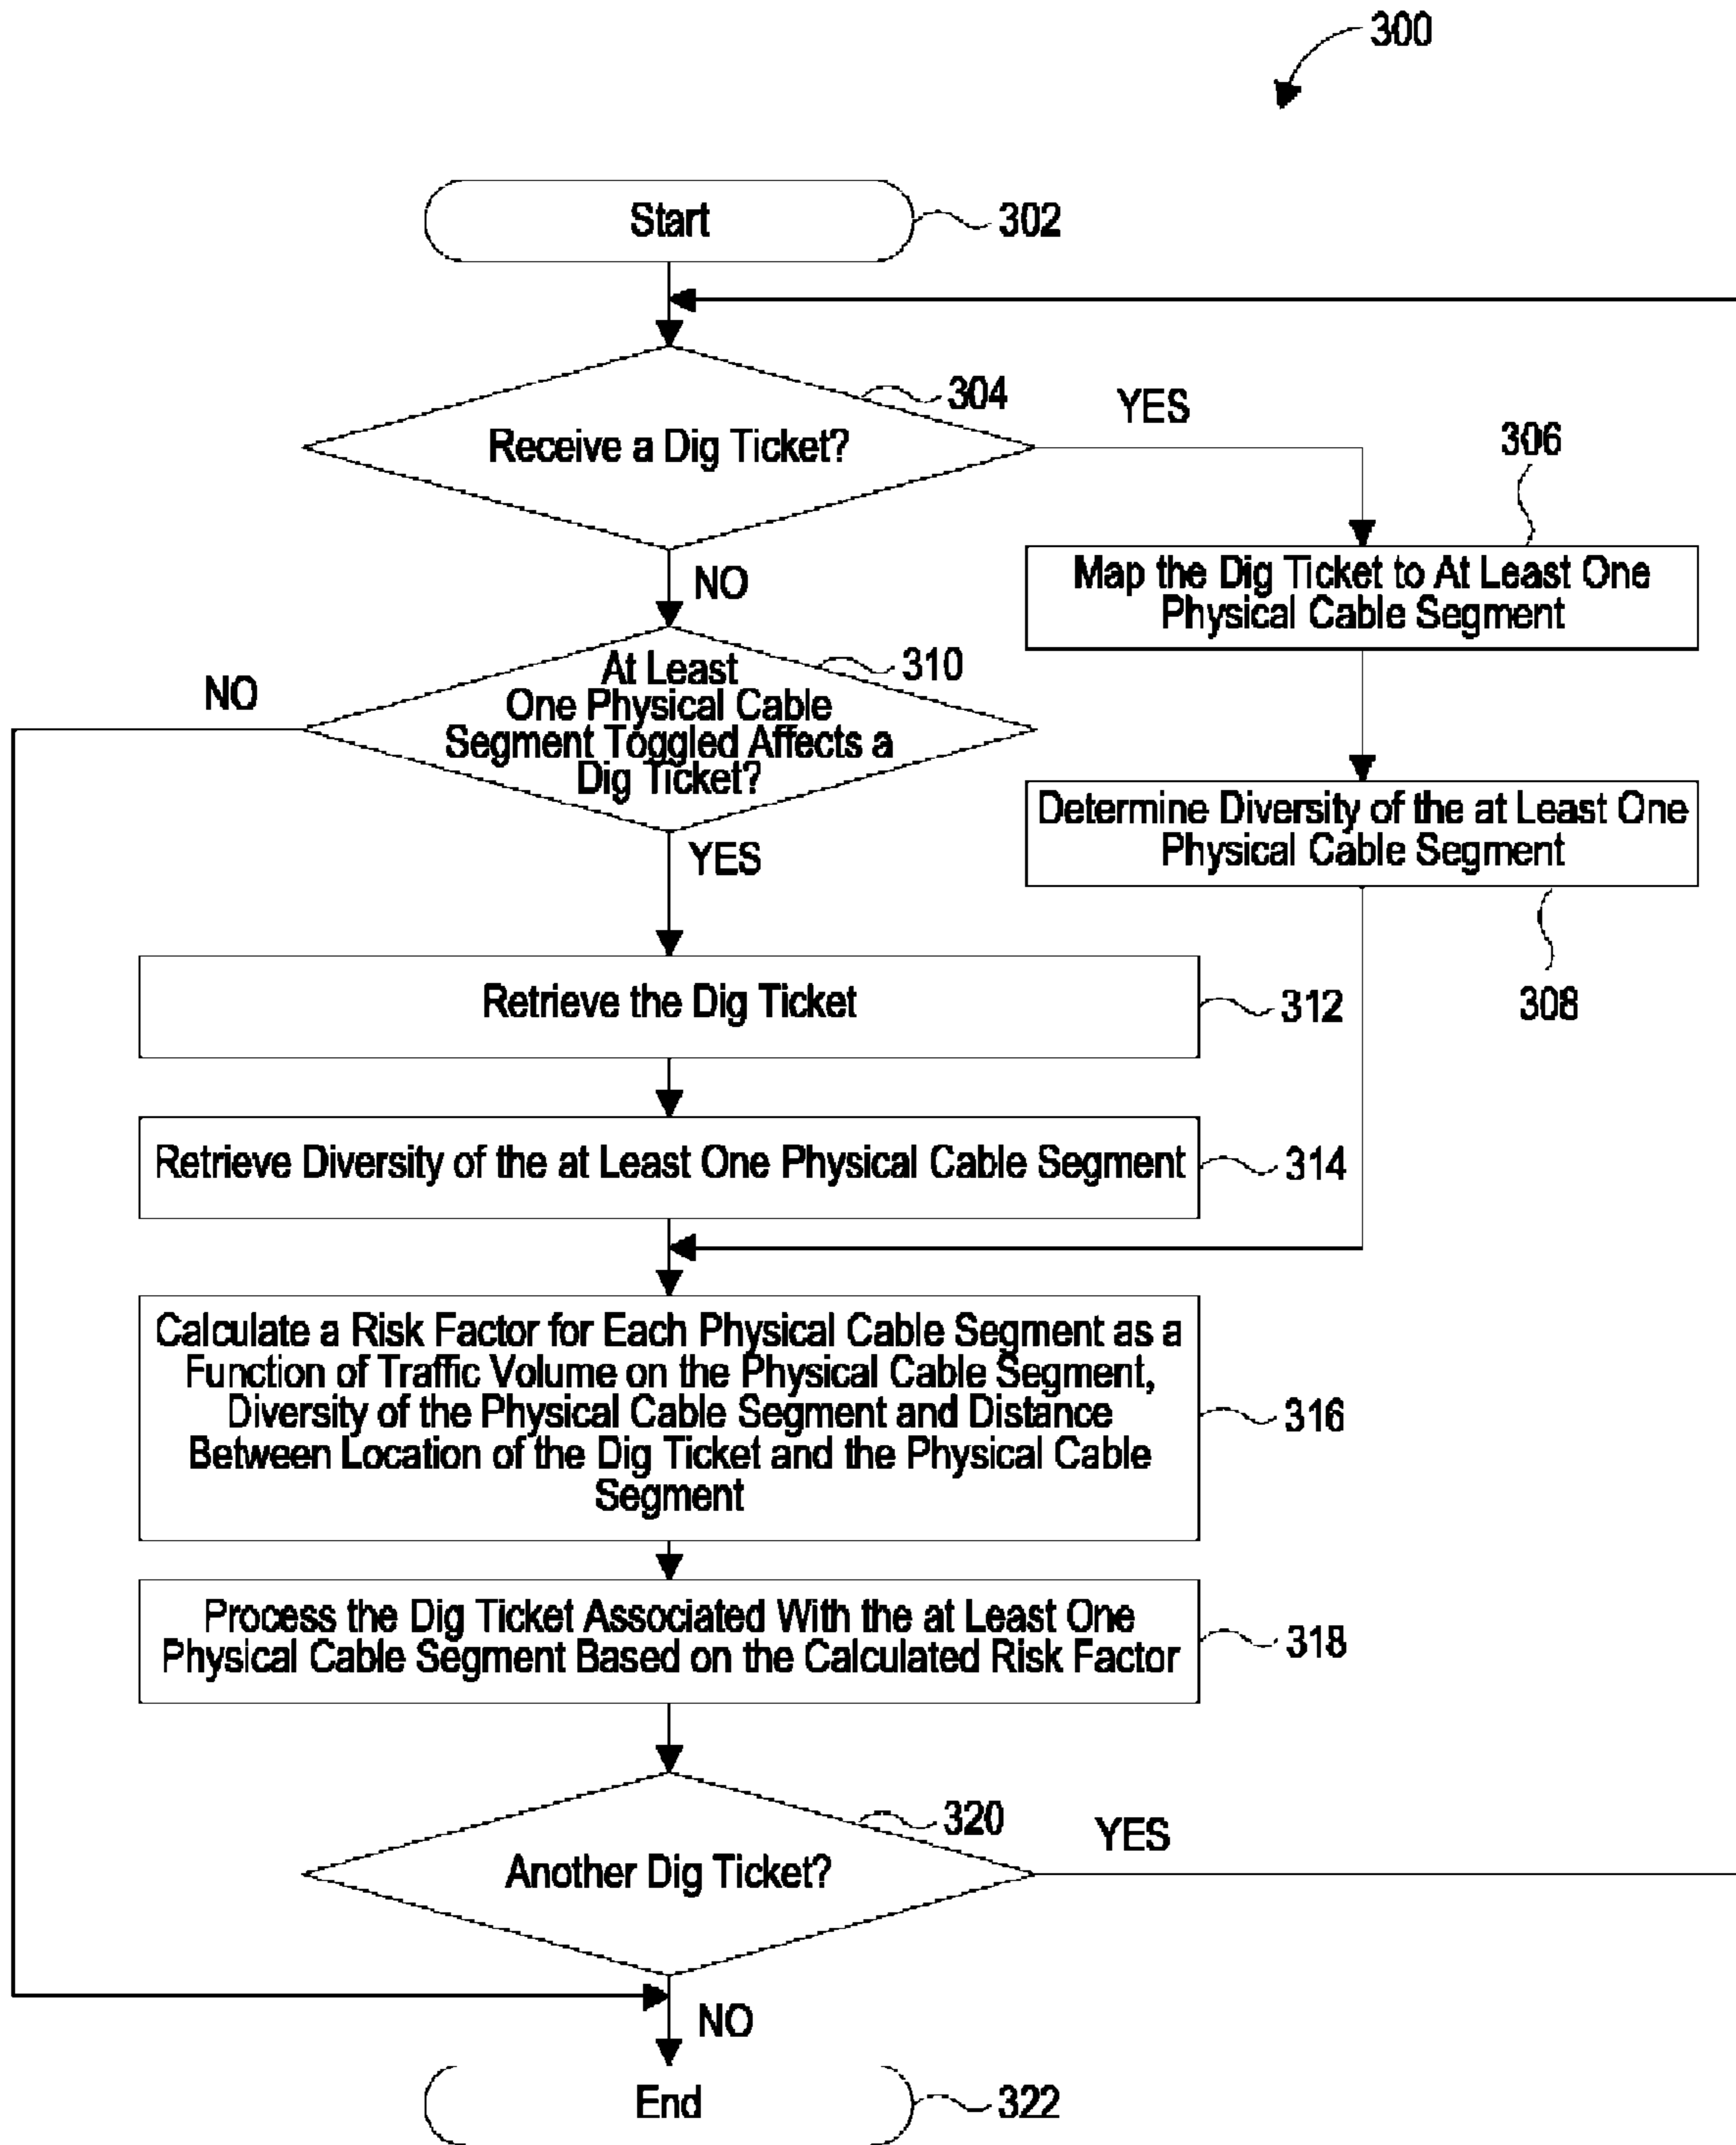 300
Start
302
304
Receive a Dig Ticket?
YES
306
Map the Dig Ticket to At Least One
Physical Cable Segment
NO
310
At Least
One Physical Cable
Segment Toggled Affects a
Dig Ticket?
NO
Determine Diversity of the at Least One
Physical Cable Segment
308
YES
Retrieve the Dig Ticket
312
Retrieve Diversity of the at Least One Physical Cable Segment
314
Calculate a Risk Factor for Each Physical Cable Segment as a
Function of Traffic Volume on the Physical Cable Segment,
Diversity of the Physical Cable Segment and Distance
Between Location of the Dig Ticket and the Physical Cable
Segment
316
Process the Dig Ticket Associated With the at Least One
Physical Cable Segment Based on the Calculated Risk Factor
318
320
Another Dig Ticket?
YES
NO
End
322